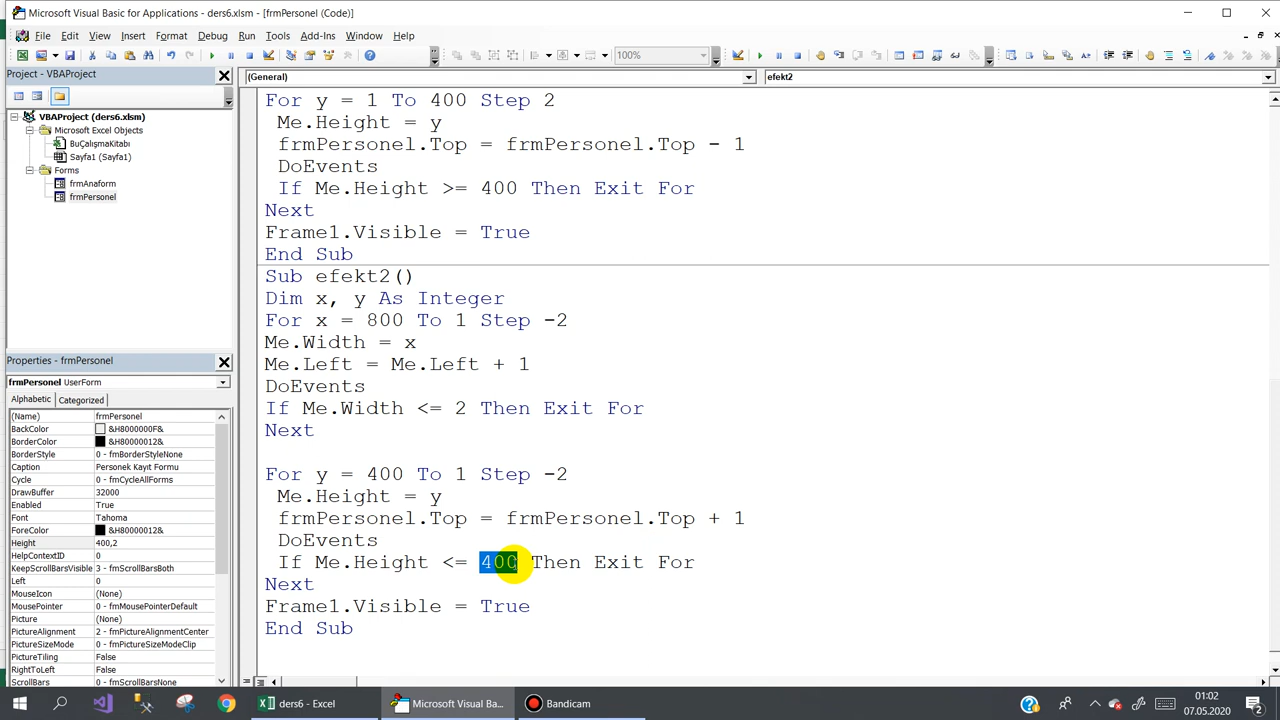 Microsoft Visual Basic for Applications - ders6.xlsm - [frmPersonel (Code)]
File Edit View Insert Format Debug Run Tools Add-Ins Window Help
100%
Project - VBAProject
(General)
efekt2
VBAProject (ders6.xlsm)
Microsoft Excel Objects
BuÇalışmaKitabı
Sayfa1 (Sayfa1)
Forms
frmAnaform
frmPersonel
For y = 1 To 400 Step 2
Me.Height = y
frmPersonel.Top = frmPersonel.Top - 1
DoEvents
If Me.Height >= 400 Then Exit For
Next
Frame1.Visible = True
End Sub
Sub efekt2()
Dim x, y As Integer
For x = 800 To 1 Step -2
Me.Width = x
Me.Left = Me.Left + 1
DoEvents
If Me.Width <= 2 Then Exit For
Next
For y = 400 To 1 Step -2
Me.Height = y
frmPersonel.Top = frmPersonel.Top + 1
DoEvents
If Me.Height <= 400 Then Exit For
Next
Frame1.Visible = True
End Sub
Properties - frmPersonel
frmPersonel UserForm
Alphabetic Categorized
(Name) frmPersonel
BackColor &H8000000F&
BorderColor &H80000012&
BorderStyle 0 - fmBorderStyleNone
Caption Personek Kayıt Formu
Cycle 0 - fmCycleAllForms
DrawBuffer 32000
Enabled True
Font Tahoma
ForeColor &H80000012&
Height 400,2
HelpContextID 0
KeepScrollBarsVisible 3 - fmScrollBarsBoth
Left 0
MouseIcon (None)
MousePointer 0 - fmMousePointerDefault
Picture (None)
PictureAlignment 2 - fmPictureAlignmentCenter
PictureSizeMode 0 - fmPictureSizeModeClip
PictureTiling False
RightToLeft False
ScrollBars 0 - fmScrollBarsNone
ders6 - Excel
Microsoft Visual Ba...
Bandicam
01:02
07.05.2020
2